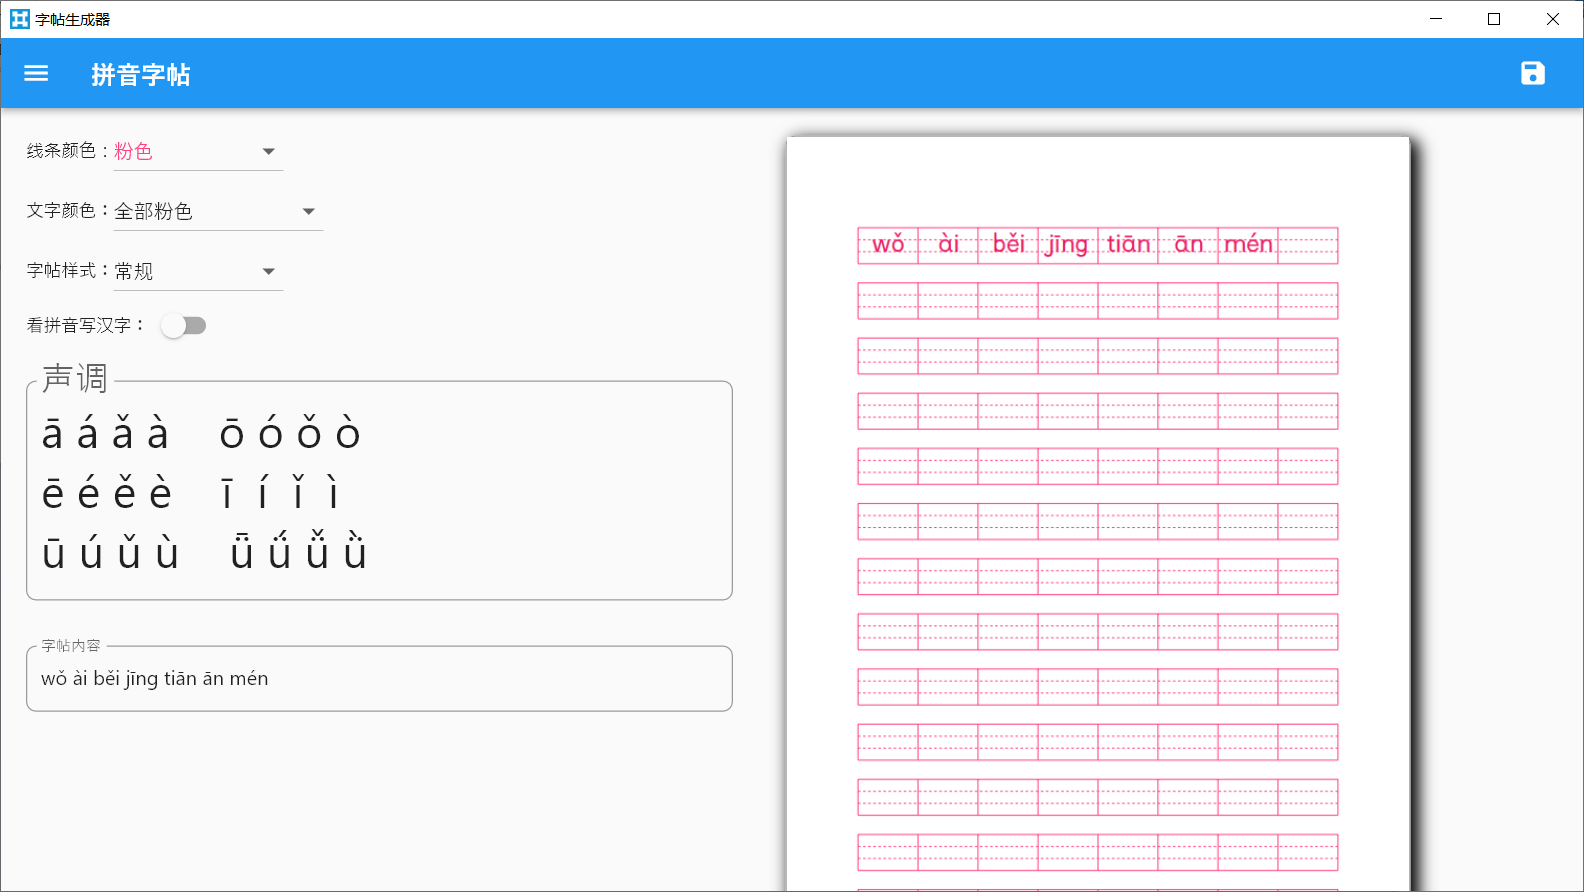 字帖生成器
拼音字帖
线条颜色：粉色
文字颜色：全部粉色
字帖样式：常规
看拼音写汉字：
声调
ā á ǎ à ō ó ǒ ò
ē é ě è ī í ǐ ì
ū ú ǔ ù ǖ ǘ ǚ ǜ
字帖内容
wǒ ài běi jīng tiān ān mén
wǒ ài běi jīng tiān ān mén